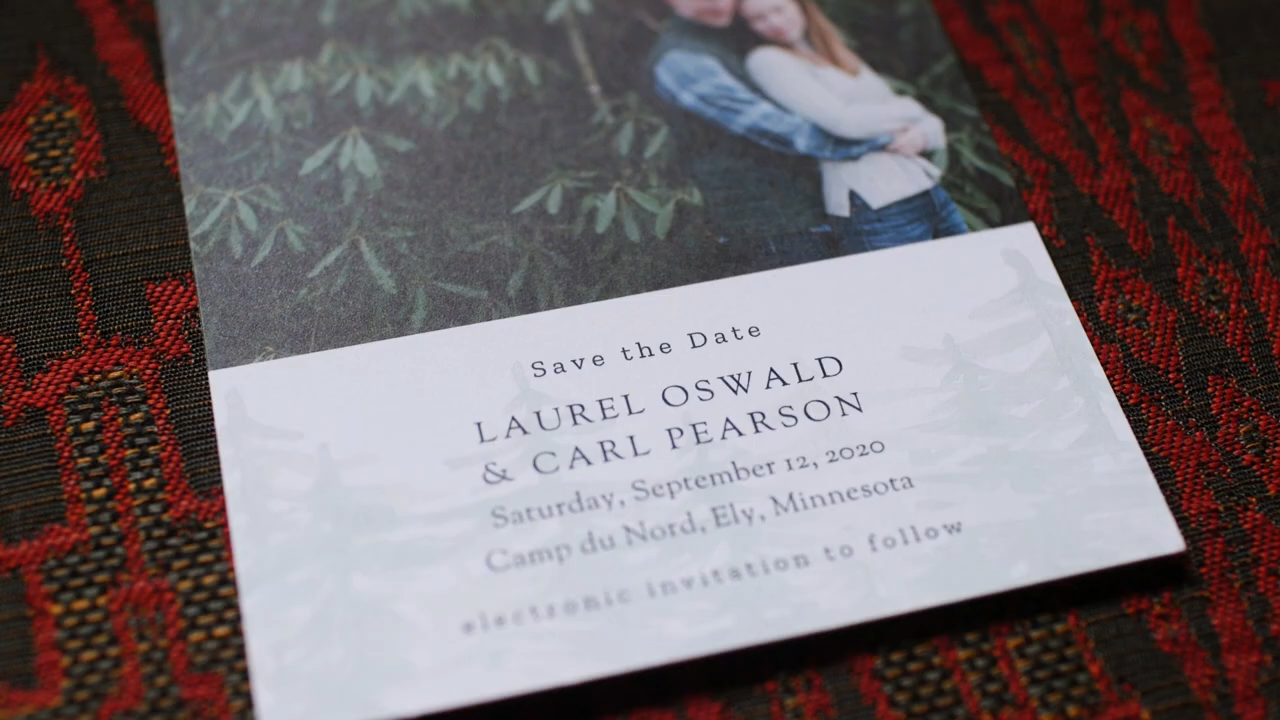 Save the Date
LAUREL OSWALD
& CARL PEARSON
Saturday, September 12, 2020
Camp du Nord, Ely, Minnesota
electronic invitation to follow